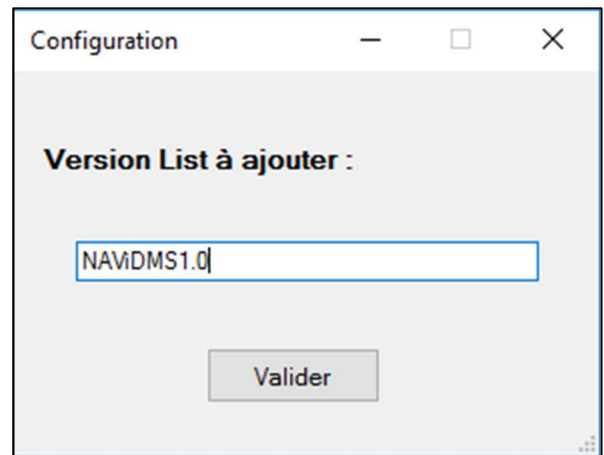 Configuration
Version List à ajouter :
NAViDMS1.0
Valider